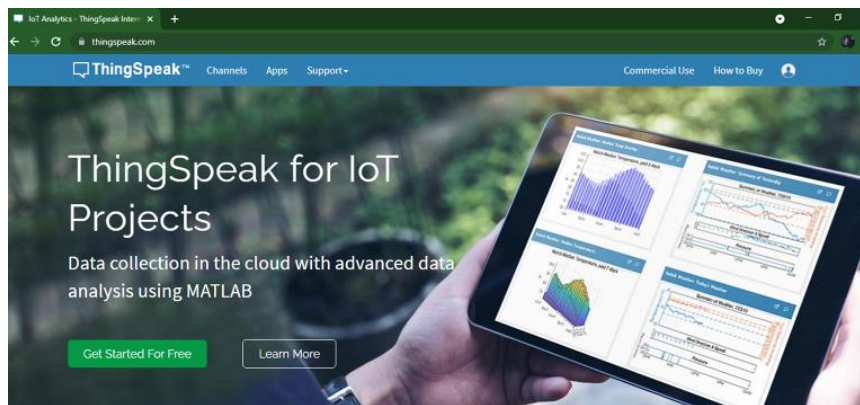 IoT Analytics - ThingSpeak Intern
thingspeak.com
ThingSpeak™ Channels Apps Support Commercial Use How to Buy
ThingSpeak for IoT
Projects
Data collection in the cloud with advanced data
analysis using MATLAB
Get Started For Free Learn More